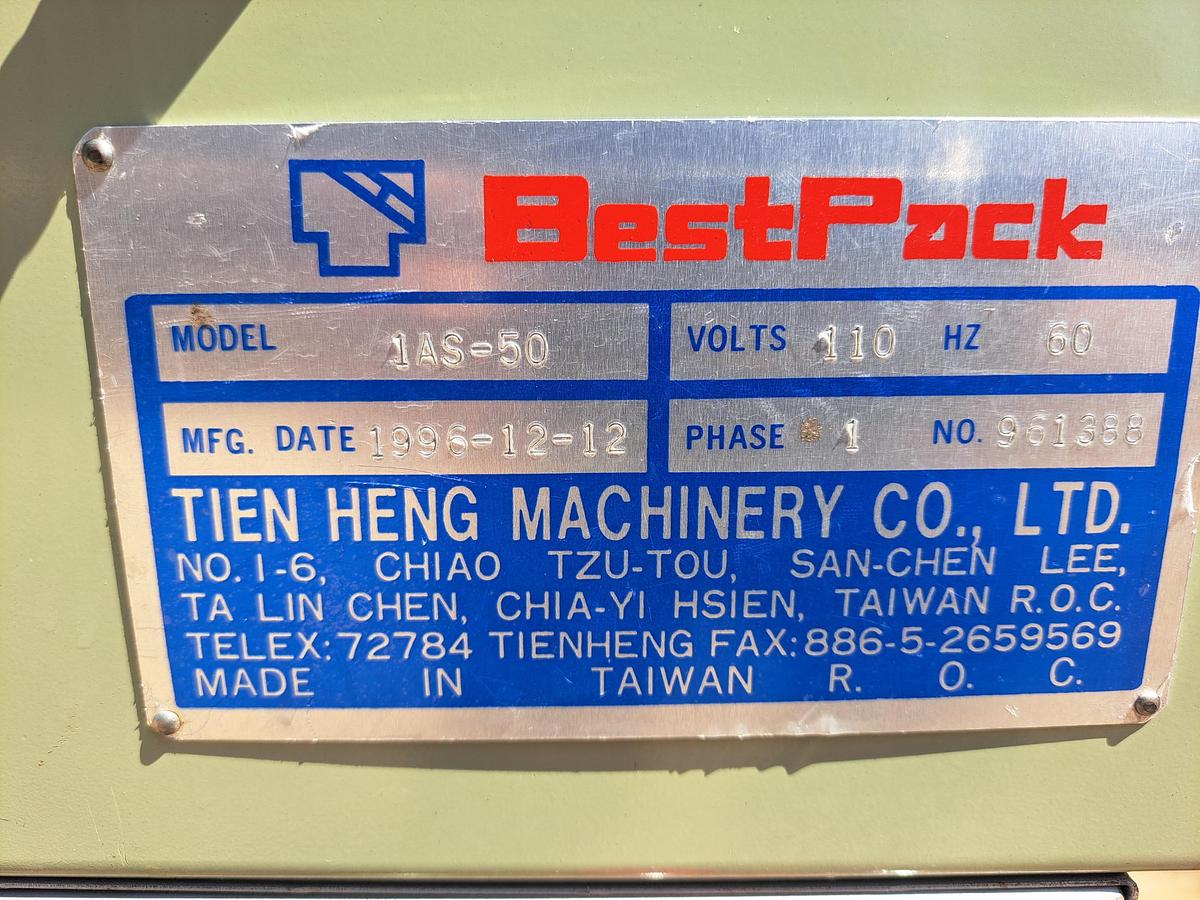 BestPack
MODEL 1AS-50 VOLTS 110 HZ 60
MFG. DATE 1996-12-12 PHASE 1 NO. 961388
TIEN HENG MACHINERY CO., LTD.
NO. 1-6, CHIAO TZU-TOU, SAN-CHEN LEE,
TA LIN CHEN, CHIA-YI HSIEN, TAIWAN R.O.C.
TELEX:72784 TIENHENG FAX:886-5-2659569
MADE IN TAIWAN R. O. C.